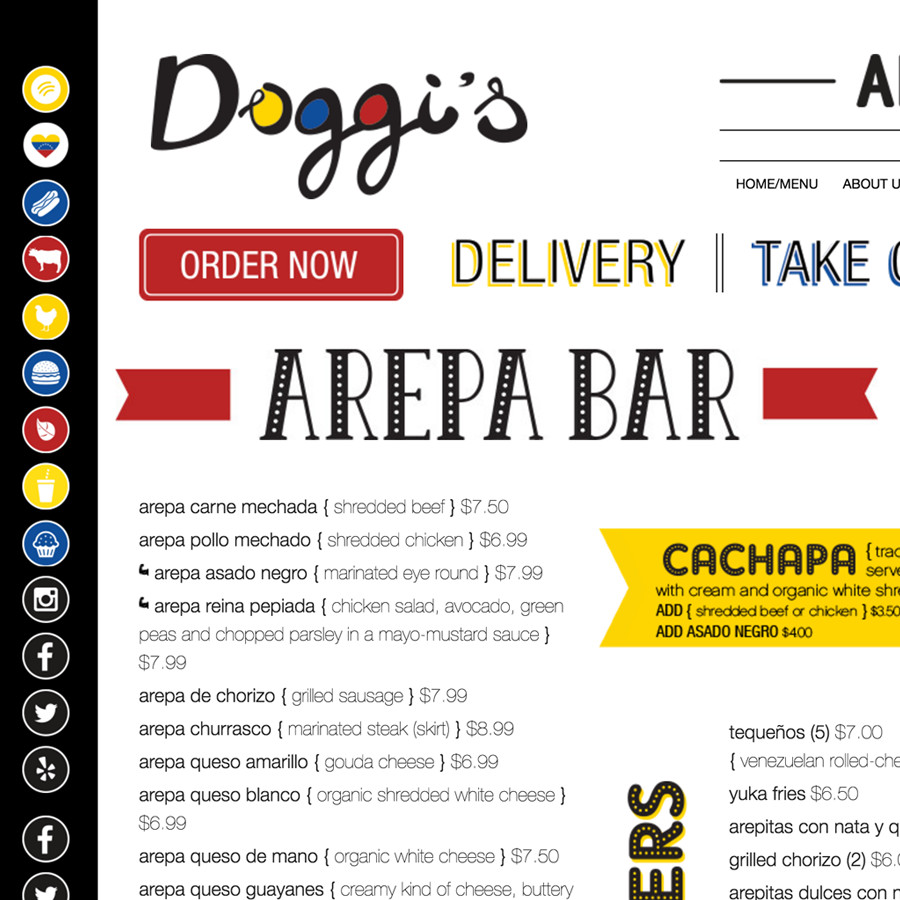 Doggi's
HOME/MENU ABOUT
ORDER NOW
DELIVERY TAKE
AREPA BAR
arepa carne mechada { shredded beef } $7.50
arepa pollo mechado { shredded chicken } $6.99
arepa asado negro { marinated eye round } $7.99
arepa reina pepiada { chicken salad, avocado, green
peas and chopped parsley in a mayo-mustard sauce }
$7.99
arepa de chorizo { grilled sausage } $7.99
arepa churrasco { marinated steak (skirt) } $8.99
arepa queso amarillo { gouda cheese } $6.99
arepa queso blanco { organic shredded white cheese }
$6.99
arepa queso de mano { organic white cheese } $7.50
arepa queso guayanes { creamy kind of cheese, buttery
CACHAPA {
with cream and organic white
ADD { shredded beef or chicken } $3.50
ADD ASADO NEGRO $4.00
tequeños (5) $7.00
{ venezuelan
yuka fries $6.50
arepitas con nata y
grilled chorizo (2)
arepitas dulces con